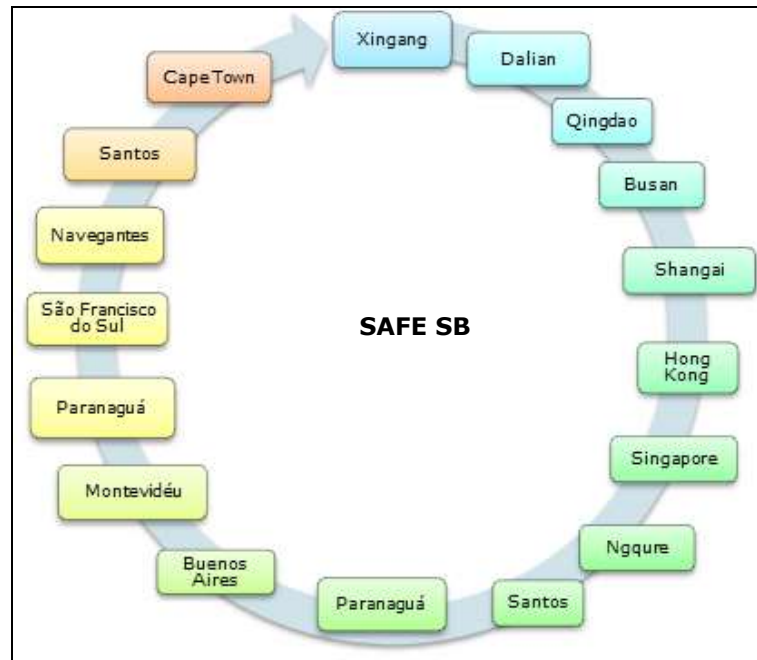 Xingang
Dalian
Qingdao
Busan
Shangai
Hong
Kong
Singapore
Ngqure
Santos
Paranaguá
Buenos
Aires
Montevidéu
Paranaguá
São Francisco
do Sul
Navegantes
Santos
Cape Town
SAFE SB